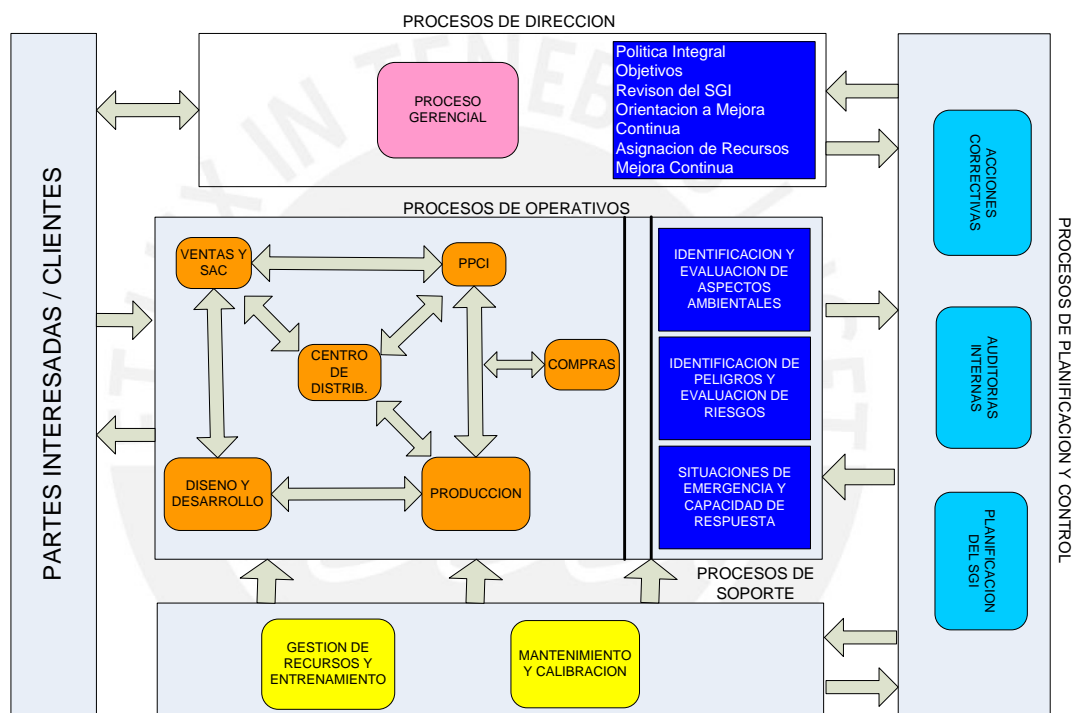 PROCESOS DE DIRECCION
PARTES INTERESADAS / CLIENTES
PROCESO
GERENCIAL
Politica Integral
Objetivos
Revison del SGI
Orientacion a Mejora
Continua
Asignacion de Recursos
Mejora Continua
PROCESOS DE OPERATIVOS
VENTAS Y
SAC
PPCI
CENTRO
DE
DISTRIB.
COMPRAS
DISENO Y
DESARROLLO
PRODUCCION
IDENTIFICACION Y
EVALUACION DE
ASPECTOS
AMBIENTALES
IDENTIFICACION DE
PELIGROS Y
EVALUACION DE
RIESGOS
SITUACIONES DE
EMERGENCIA Y
CAPACIDAD DE
RESPUESTA
PROCESOS DE
SOPORTE
GESTION DE
RECURSOS Y
ENTRENAMIENTO
MANTENIMIENTO
Y CALIBRACION
ACCIONES
CORRECTIVAS
AUDITORIAS
INTERNAS
PLANIFICACION
DEL SGI
PROCESOS DE PLANIFICACION Y CONTROL